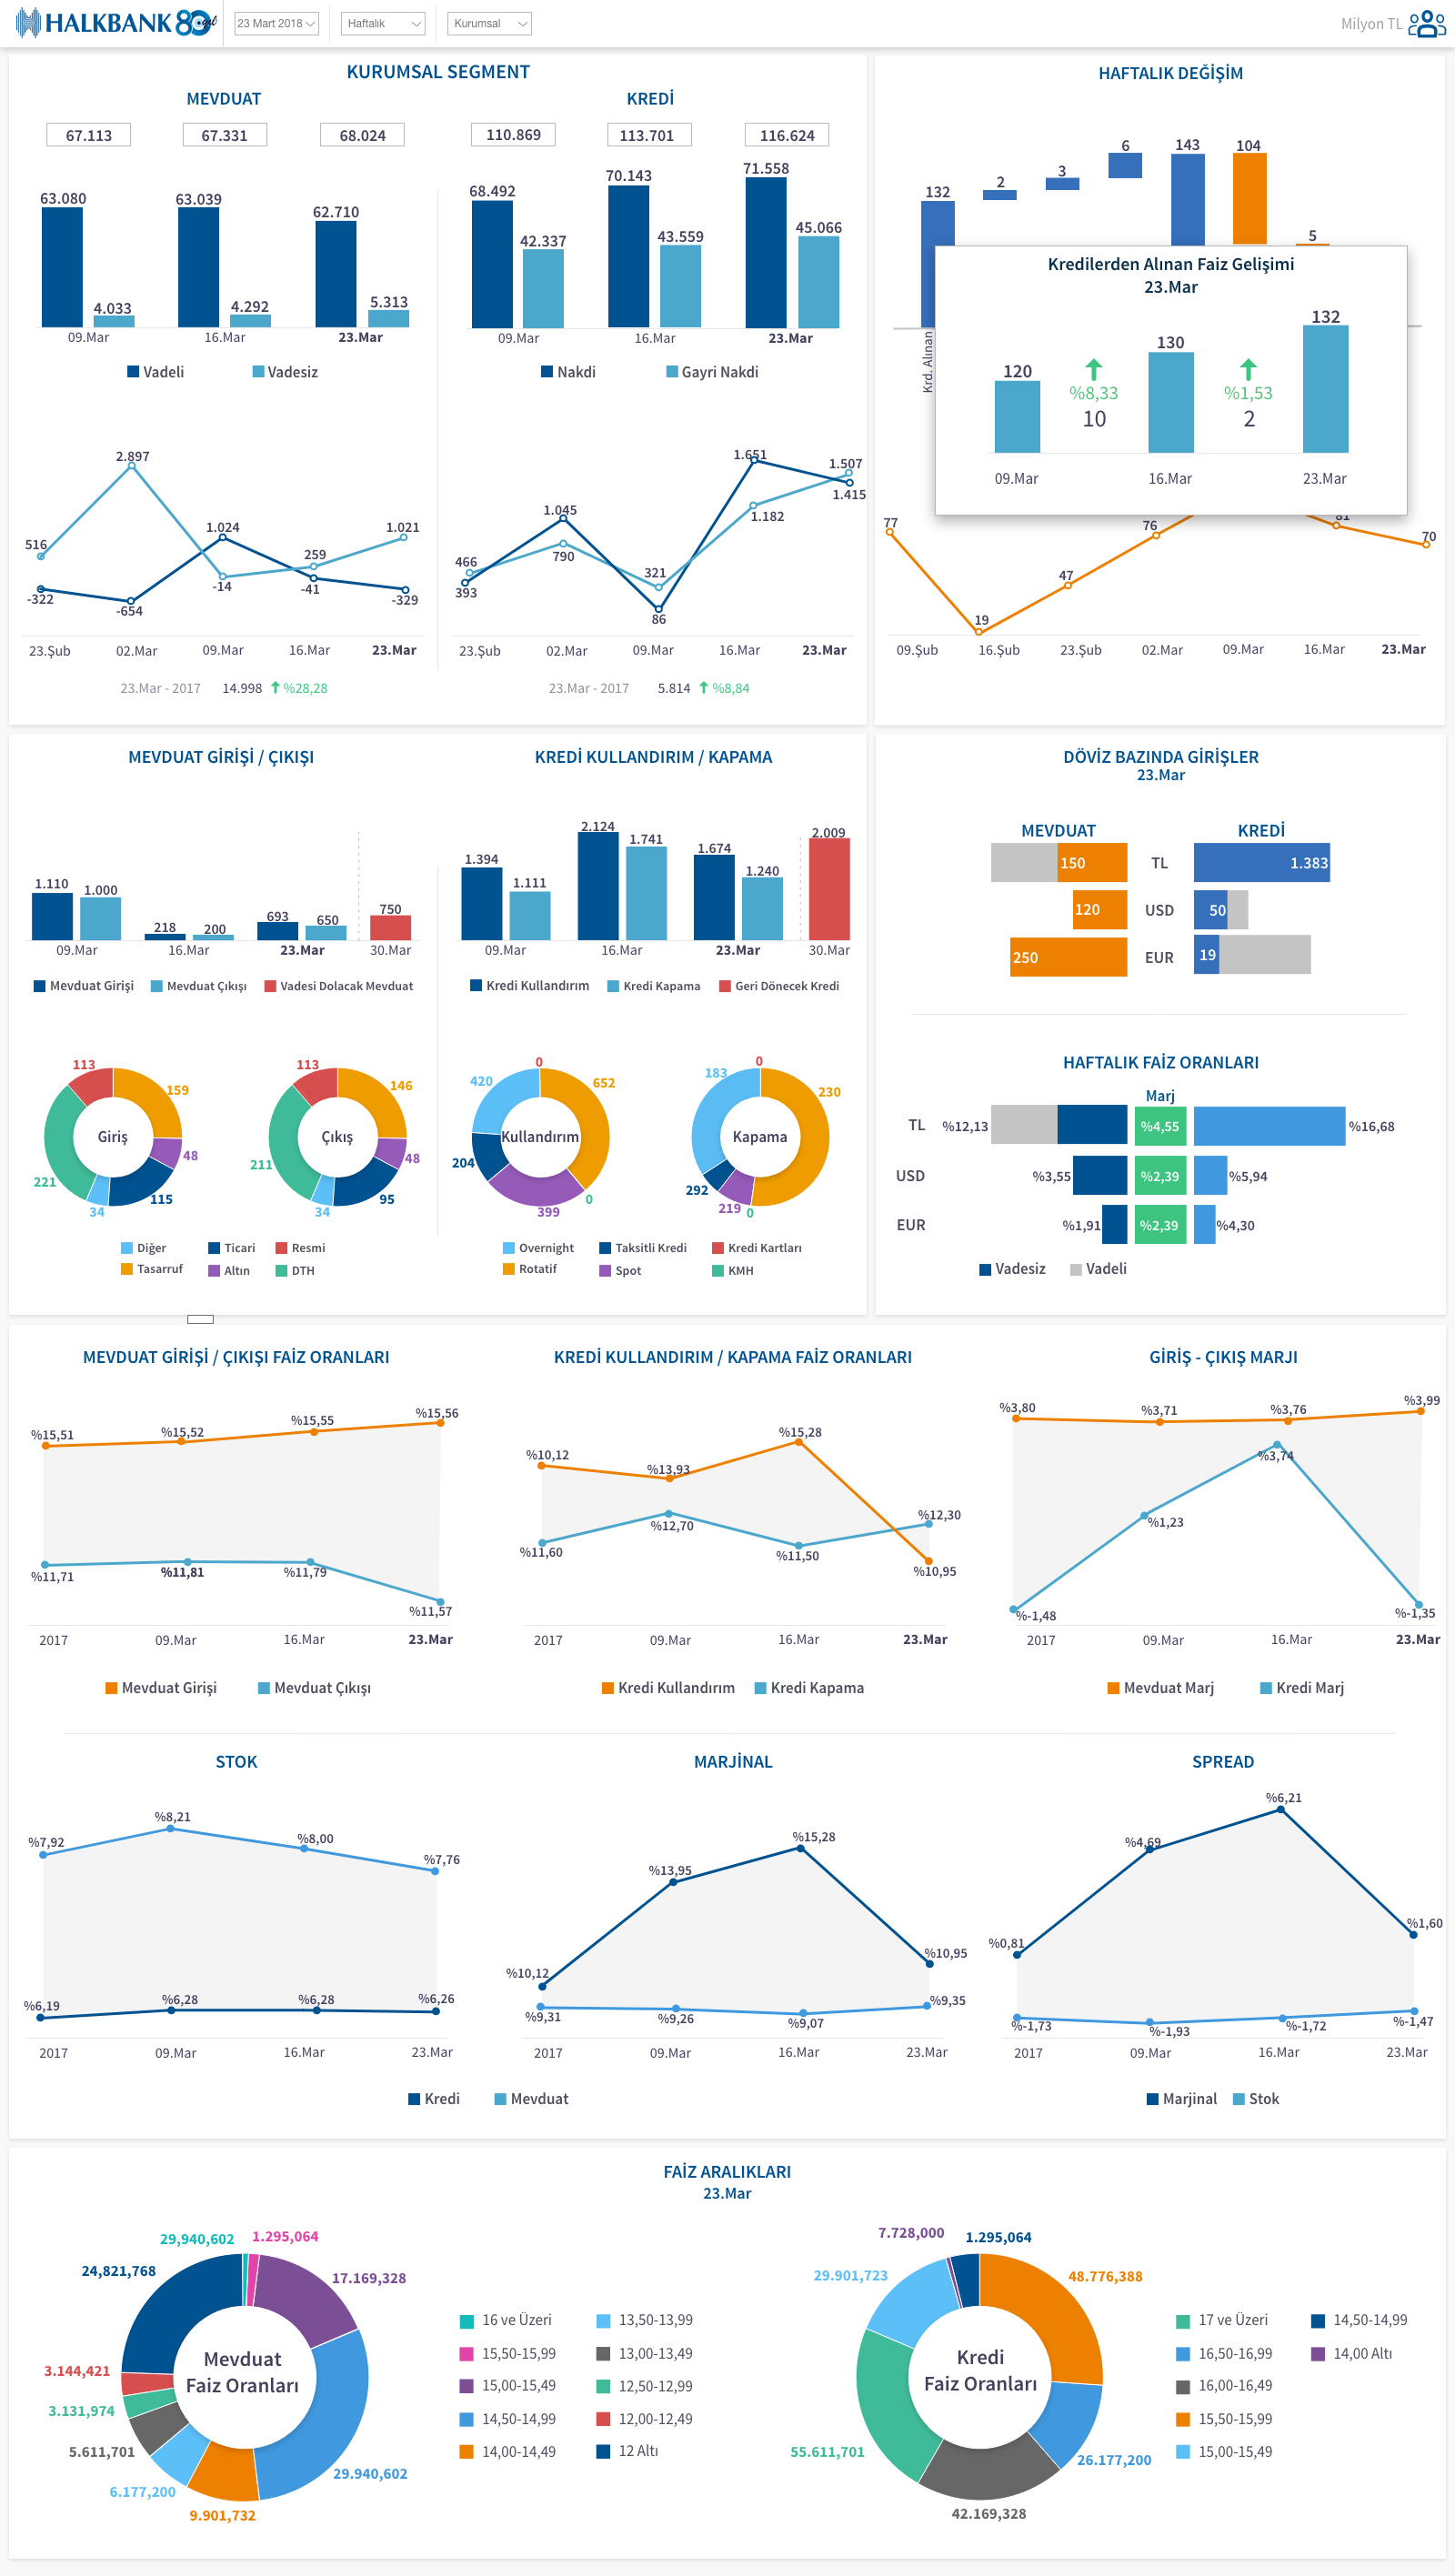 HALKBANK 80.yıl
23 Mart 2018
Haftalık
Kurumsal
Milyon TL
KURUMSAL SEGMENT
MEVDUAT
67.113 67.331 68.024
63.080 63.039 62.710
4.033 4.292 5.313
09.Mar 16.Mar 23.Mar
Vadeli Vadesiz
2.897
1.024 1.021
516 259
-322 -654 -14 -41 -329
23.Şub 02.Mar 09.Mar 16.Mar 23.Mar
23.Mar - 2017 14.998 %28,28
KREDİ
110.869 113.701 116.624
68.492 70.143 71.558
42.337 43.559 45.066
09.Mar 16.Mar 23.Mar
Nakdi Gayri Nakdi
1.651 1.507
1.415
1.045 1.182
466 790 321
393 86
23.Şub 02.Mar 09.Mar 16.Mar 23.Mar
23.Mar - 2017 5.814 %8,84
HAFTALIK DEĞİŞİM
132 2 3 6 143 104 5
Krd. Alınan
Kredilerden Alınan Faiz Gelişimi
23.Mar
120 130 132
%8,33 %1,53
10 2
09.Mar 16.Mar 23.Mar
77 19 47 76 81 70
09.Şub 16.Şub 23.Şub 02.Mar 09.Mar 16.Mar 23.Mar
MEVDUAT GİRİŞİ / ÇIKIŞI
1.110 1.000 218 200 693 650 750
09.Mar 16.Mar 23.Mar 30.Mar
Mevduat Girişi Mevduat Çıkışı Vadesi Dolacak Mevduat
Giriş
113 159 48 115 34 221
Çıkış
113 146 48 95 34 211
Diğer Ticari Resmi
Tasarruf Altın DTH
KREDİ KULLANDIRIM / KAPAMA
1.394 1.111 2.124 1.741 1.674 1.240 2.009
09.Mar 16.Mar 23.Mar 30.Mar
Kredi Kullandırım Kredi Kapama Geri Dönecek Kredi
Kullandırım
0 652 0 399 204 420
Kapama
0 230 0 219 292 183
Overnight Taksitli Kredi Kredi Kartları
Rotatif Spot KMH
DÖVİZ BAZINDA GİRİŞLER
23.Mar
MEVDUAT KREDİ
150 TL 1.383
120 USD 50
250 EUR 19
HAFTALIK FAİZ ORANLARI
Marj
TL %12,13 %4,55 %16,68
USD %3,55 %2,39 %5,94
EUR %1,91 %2,39 %4,30
Vadesiz Vadeli
MEVDUAT GİRİŞİ / ÇIKIŞI FAİZ ORANLARI
%15,51 %15,52 %15,55 %15,56
%11,71 %11,81 %11,79 %11,57
2017 09.Mar 16.Mar 23.Mar
Mevduat Girişi Mevduat Çıkışı
KREDİ KULLANDIRIM / KAPAMA FAİZ ORANLARI
%10,12 %13,93 %15,28 %12,30
%11,60 %12,70 %11,50 %10,95
2017 09.Mar 16.Mar 23.Mar
Kredi Kullandırım Kredi Kapama
GİRİŞ - ÇIKIŞ MARJI
%3,80 %3,71 %3,76 %3,99
%-1,48 %1,23 %3,74 %-1,35
2017 09.Mar 16.Mar 23.Mar
Mevduat Marj Kredi Marj
STOK
%7,92 %8,21 %8,00 %7,76
%6,19 %6,28 %6,28 %6,26
2017 09.Mar 16.Mar 23.Mar
MARJİNAL
%10,12 %13,95 %15,28 %10,95
%9,31 %9,26 %9,07 %9,35
2017 09.Mar 16.Mar 23.Mar
Kredi Mevduat
SPREAD
%0,81 %4,69 %6,21 %1,60
%-1,73 %-1,93 %-1,72 %-1,47
2017 09.Mar 16.Mar 23.Mar
Marjinal Stok
FAİZ ARALIKLARI
23.Mar
Mevduat
Faiz Oranları
29,940,602 1.295,064
24,821,768 17.169,328
3.144,421
3.131,974
5.611,701
6.177,200 29.940,602
9.901,732
16 ve Üzeri 13,50-13,99
15,50-15,99 13,00-13,49
15,00-15,49 12,50-12,99
14,50-14,99 12,00-12,49
14,00-14,49 12 Altı
Kredi
Faiz Oranları
7.728,000 1.295,064
29.901,723 48.776,388
55.611,701 26.177,200
42.169,328
17 ve Üzeri 14,50-14,99
16,50-16,99 14,00 Altı
16,00-16,49
15,50-15,99
15,00-15,49